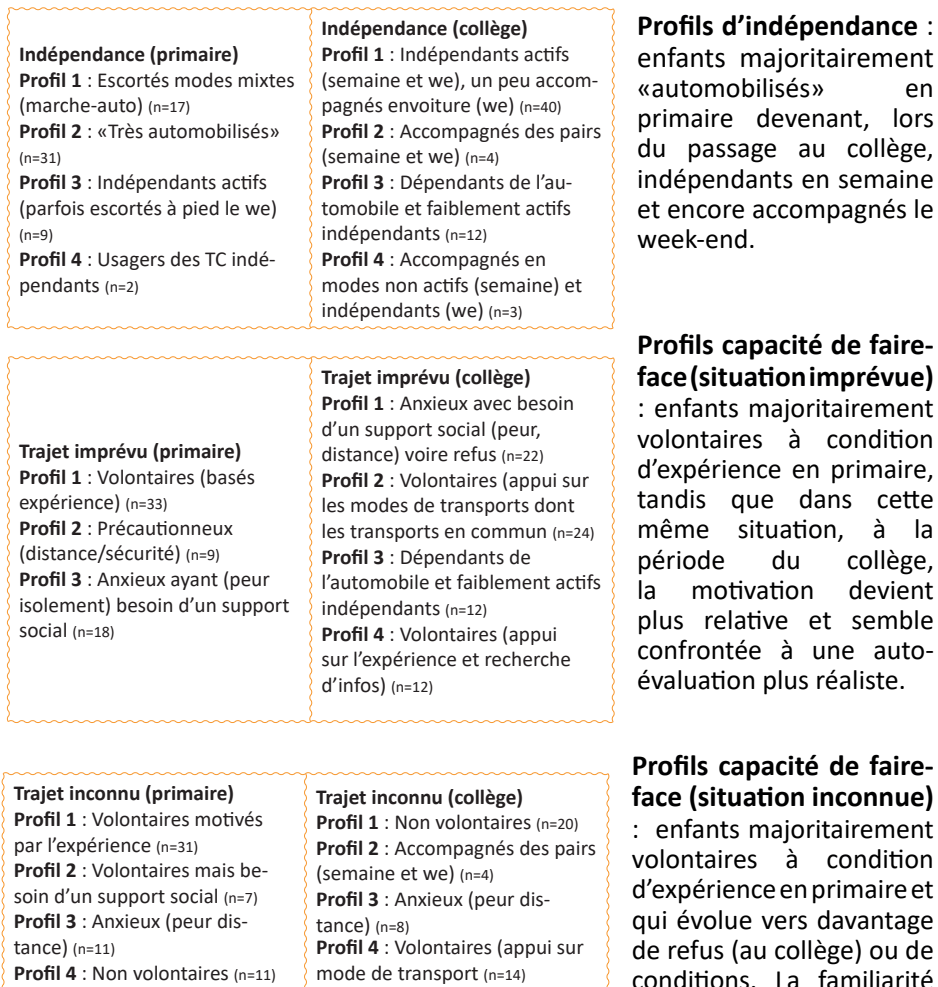 Indépendance (primaire)
Profil 1 : Escortés modes mixtes
(marche-auto) (n=17)
Profil 2 : «Très automobilisés»
(n=31)
Profil 3 : Indépendants actifs
(parfois escortés à pied le we)
(n=9)
Profil 4 : Usagers des TC indé-
pendants (n=2)
Indépendance (collège)
Profil 1 : Indépendants actifs
(semaine et we), un peu accom-
pagnés envoiture (we) (n=40)
Profil 2 : Accompagnés des pairs
(semaine et we) (n=4)
Profil 3 : Dépendants de l'au-
tomobile et faiblement actifs
indépendants (n=12)
Profil 4 : Accompagnés en
modes non actifs (semaine) et
indépendants (we) (n=3)
Profils d'indépendance :
enfants majoritairement
«automobilisés» en
primaire devenant, lors
du passage au collège,
indépendants en semaine
et encore accompagnés le
week-end.
Trajet imprévu (primaire)
Profil 1 : Volontaires (basés
expérience) (n=33)
Profil 2 : Précautionneux
(distance/sécurité) (n=9)
Profil 3 : Anxieux ayant (peur
isolement) besoin d'un support
social (n=18)
Trajet imprévu (collège)
Profil 1 : Anxieux avec besoin
d'un support social (peur,
distance) voire refus (n=22)
Profil 2 : Volontaires (appui sur
les modes de transports dont
les transports en commun (n=24)
Profil 3 : Dépendants de
l'automobile et faiblement actifs
indépendants (n=12)
Profil 4 : Volontaires (appui
sur l'expérience et recherche
d'infos) (n=12)
Profils capacité de faire-
face (situation imprévue)
: enfants majoritairement
volontaires à condition
d'expérience en primaire,
tandis que dans cette
même situation, à la
période du collège,
la motivation devient
plus relative et semble
confrontée à une auto-
évaluation plus réaliste.
Trajet inconnu (primaire)
Profil 1 : Volontaires motivés
par l'expérience (n=31)
Profil 2 : Volontaires mais be-
soin d'un support social (n=7)
Profil 3 : Anxieux (peur dis-
tance) (n=11)
Profil 4 : Non volontaires (n=11)
Trajet inconnu (collège)
Profil 1 : Non volontaires (n=20)
Profil 2 : Accompagnés des pairs
(semaine et we) (n=4)
Profil 3 : Anxieux (peur dis-
tance) (n=8)
Profil 4 : Volontaires (appui sur
mode de transport (n=14)
Profils capacité de faire-
face (situation inconnue)
: enfants majoritairement
volontaires à condition
d'expérience en primaire et
qui évolue vers davantage
de refus (au collège) ou de
conditions. La familiarité